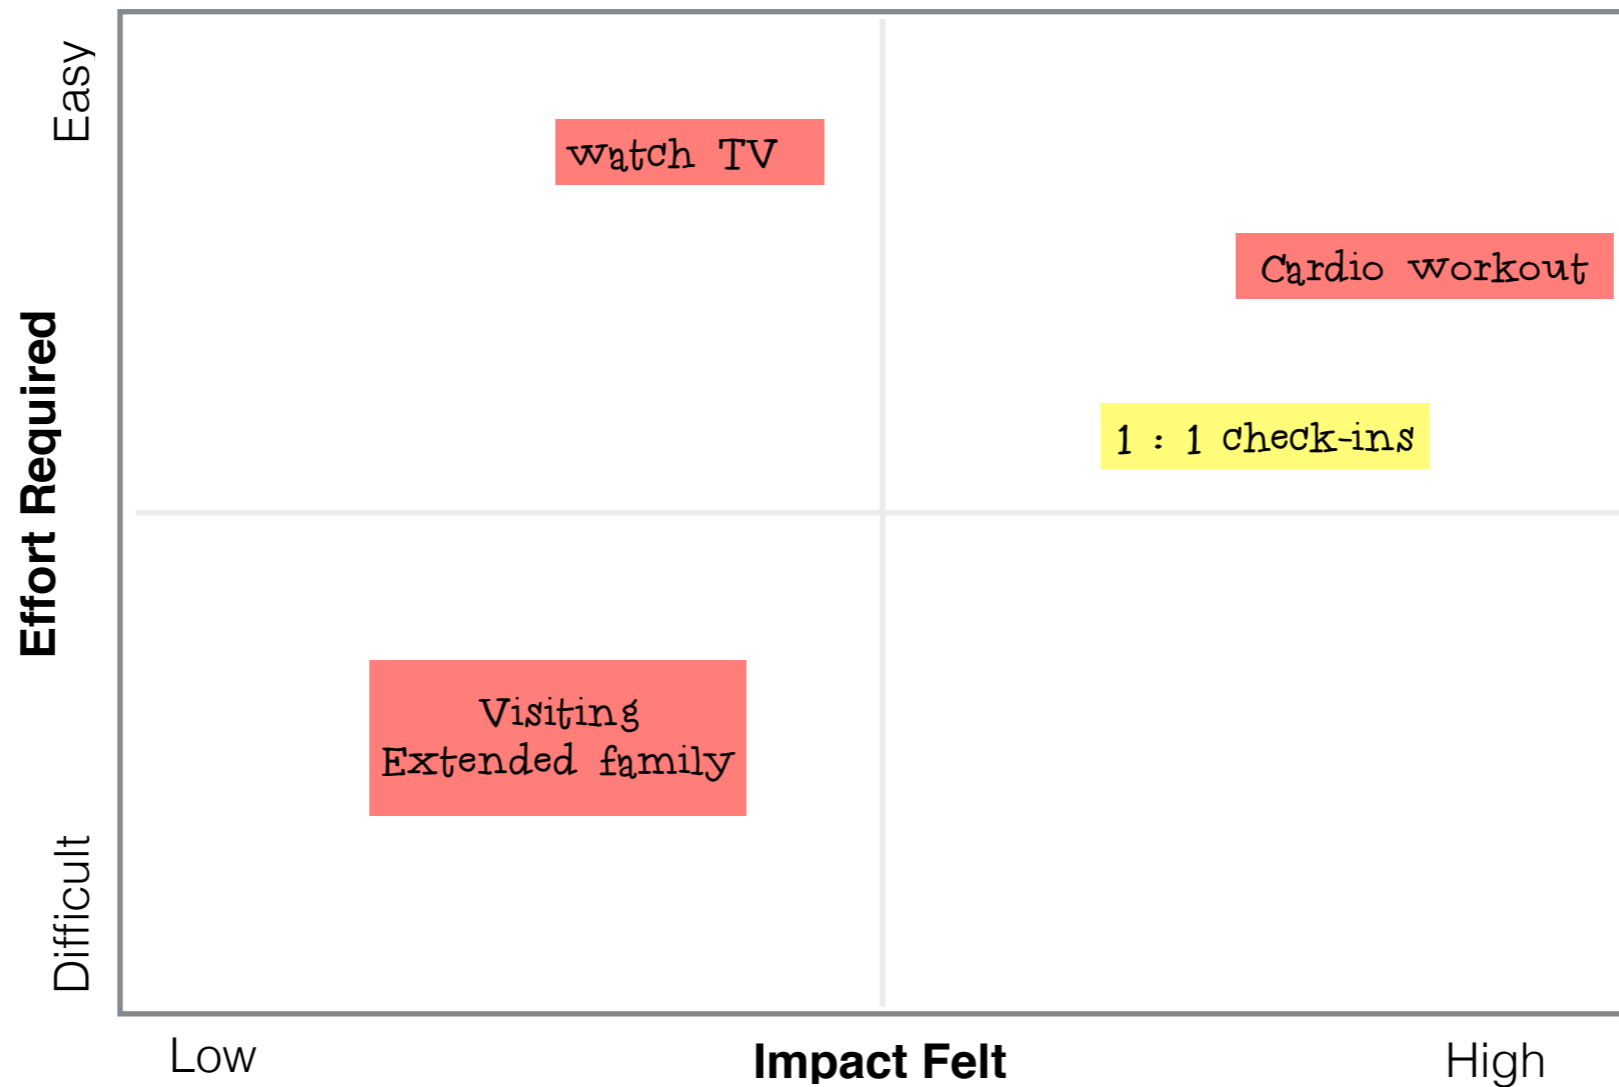 Easy
watch TV
Cardio workout
Effort Required
1 : 1 check-ins
Visiting
Extended family
Difficult
Low
Impact Felt
High